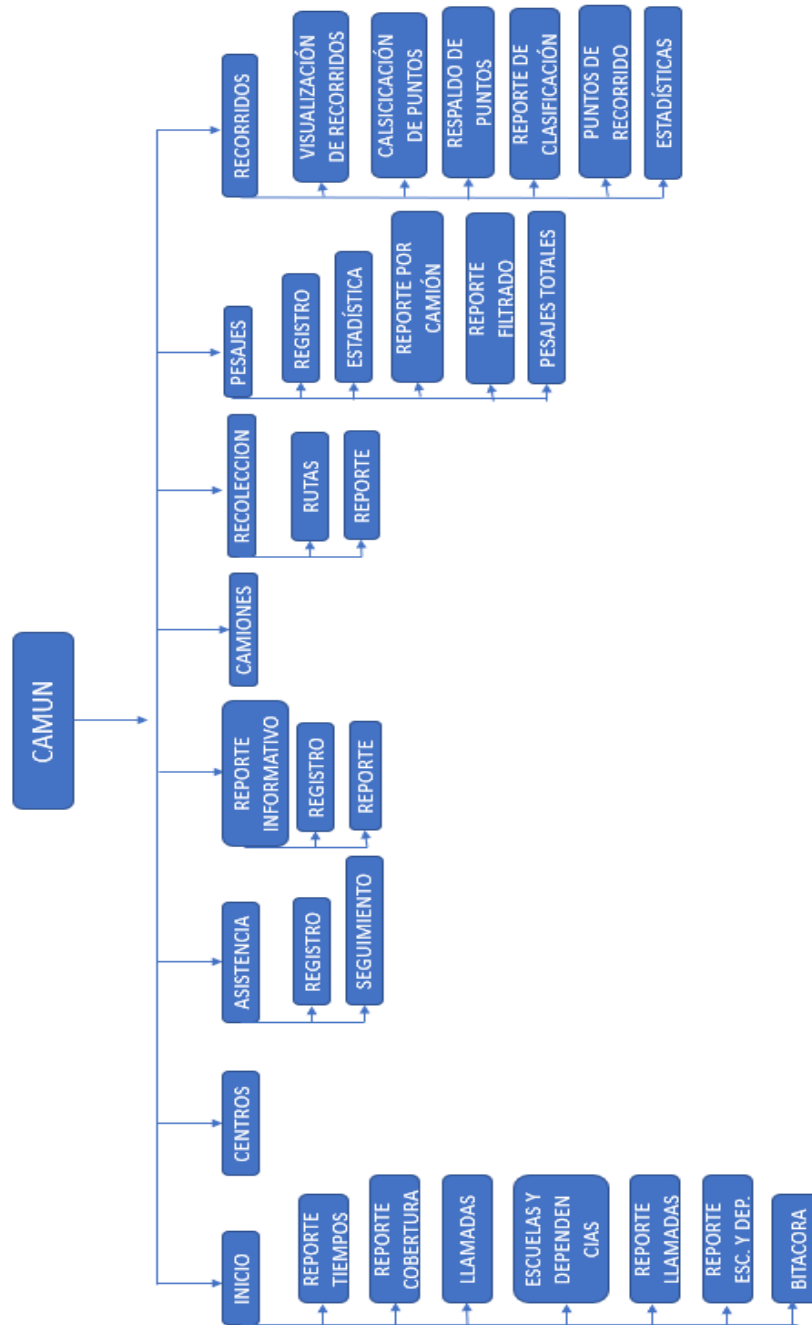 CAMUN
INICIO
REPORTE
TIEMPOS
REPORTE
COBERTURA
LLAMADAS
ESCUELAS Y
DEPENDEN
CIAS
REPORTE
LLAMADAS
REPORTE
ESC. Y DEP.
BITACORA
CENTROS
ASISTENCIA
REGISTRO
SEGUIMIENTO
REPORTE
INFORMATIVO
REGISTRO
REPORTE
CAMIONES
RECOLECCION
RUTAS
REPORTE
PESAJES
REGISTRO
ESTADÍSTICA
REPORTE POR
CAMIÓN
REPORTE
FILTRADO
PESAJES TOTALES
RECORRIDOS
VISUALIZACIÓN
DE RECORRIDOS
CALSICICACIÓN
DE PUNTOS
RESPALDO DE
PUNTOS
REPORTE DE
CLASIFICACIÓN
PUNTOS DE
RECORRIDO
ESTADÍSTICAS